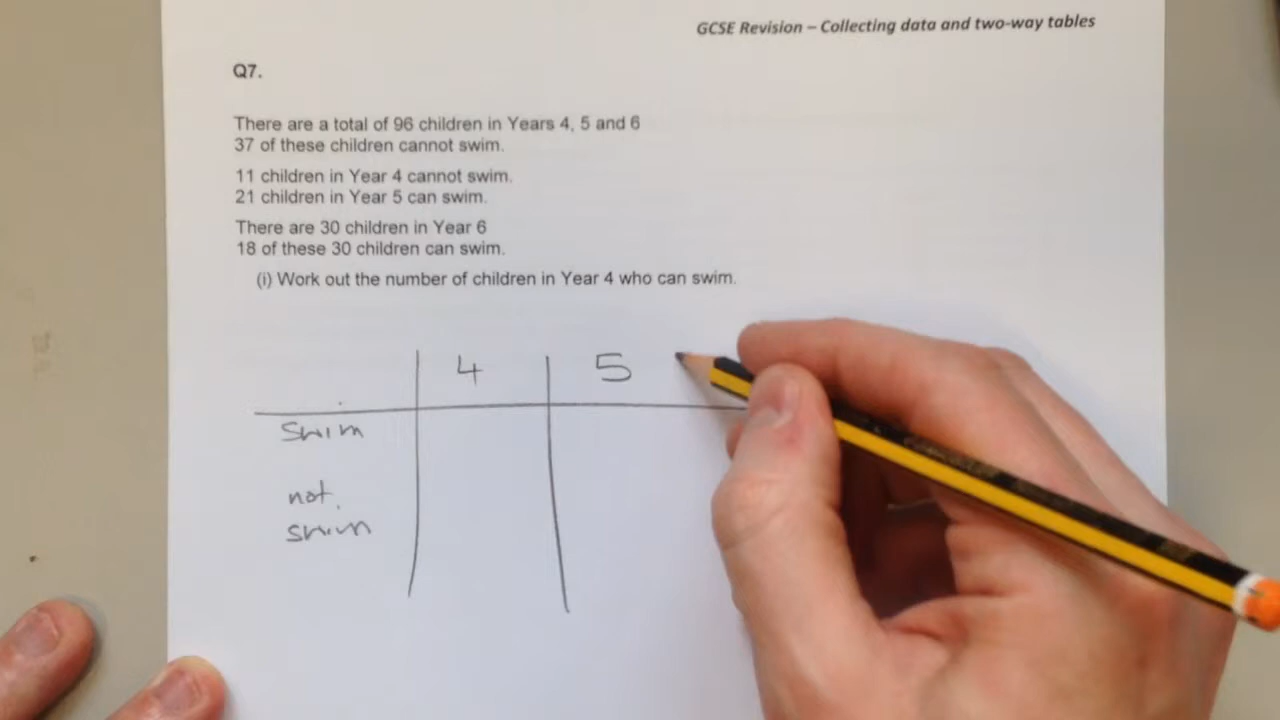 GCSE Revision – Collecting data and two-way tables
Q7.
There are a total of 96 children in Years 4, 5 and 6
37 of these children cannot swim.
11 children in Year 4 cannot swim.
21 children in Year 5 can swim.
There are 30 children in Year 6
18 of these 30 children can swim.
(i) Work out the number of children in Year 4 who can swim.
4 5
Swim
not.
swim